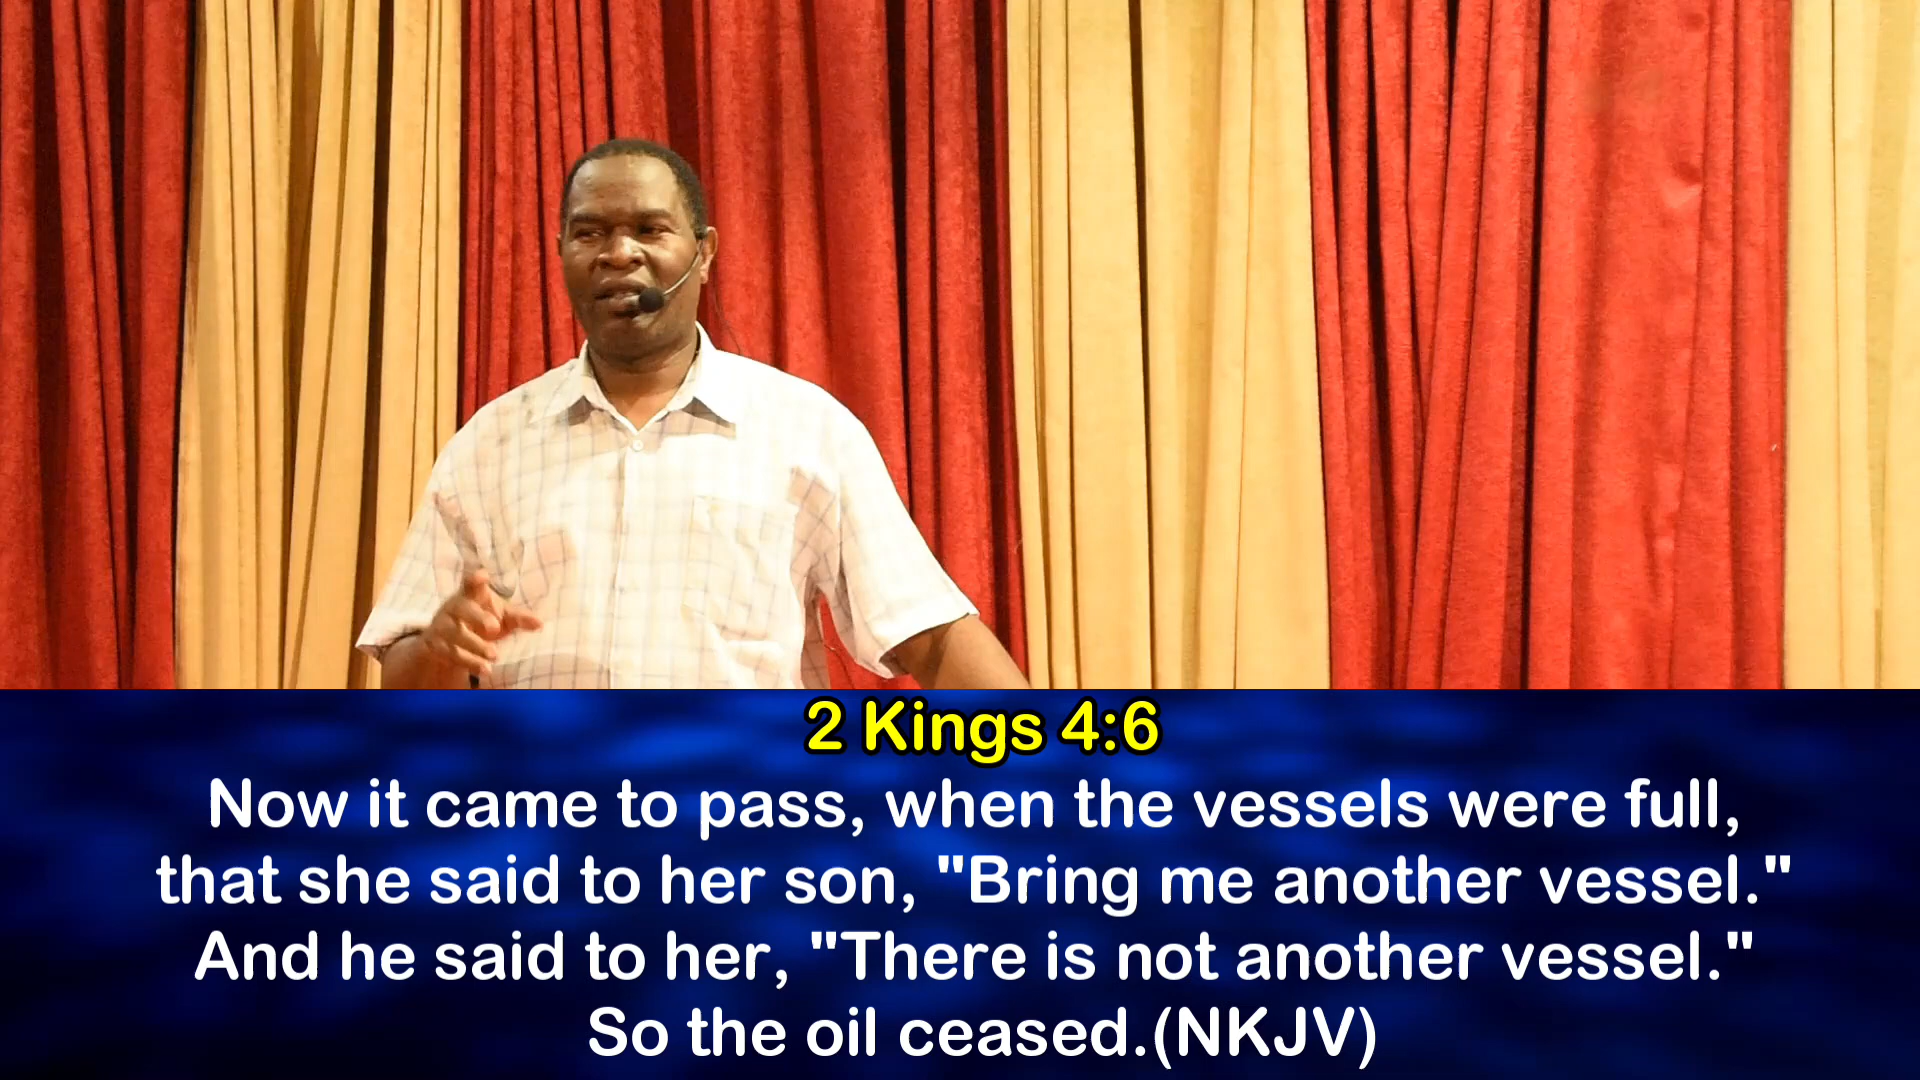 2 Kings 4:6
Now it came to pass, when the vessels were full,
that she said to her son, "Bring me another vessel."
And he said to her, "There is not another vessel."
So the oil ceased.(NKJV)